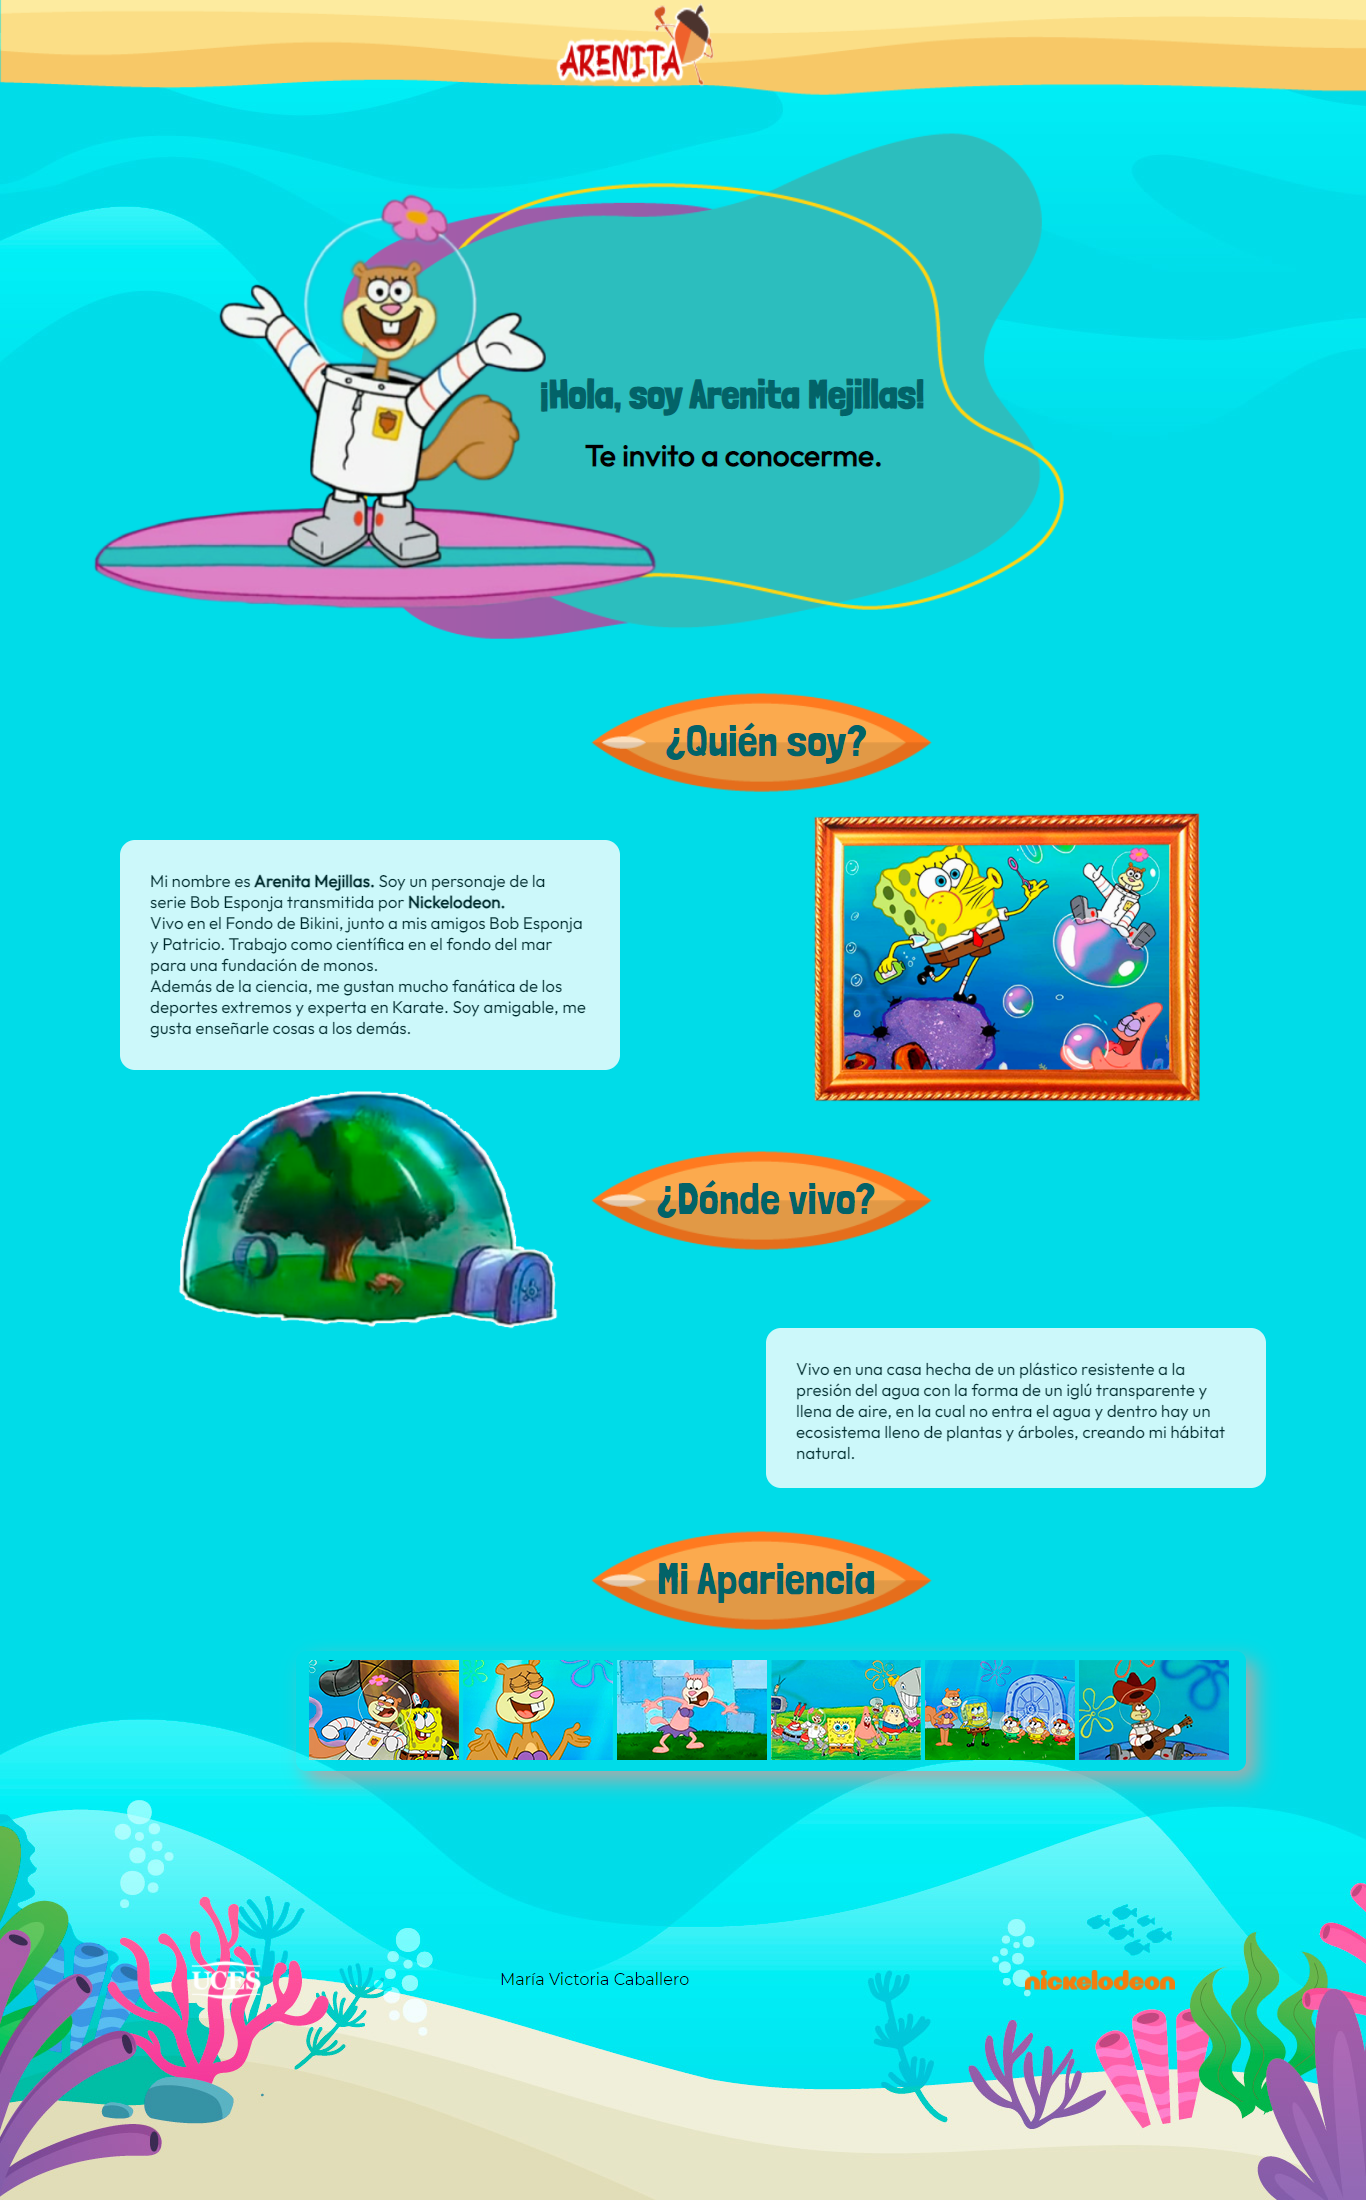 ARENITA
¡Hola, soy Arenita Mejillas!
Te invito a conocerme.
¿Quién soy?
Mi nombre es Arenita Mejillas. Soy un personaje de la
serie Bob Esponja transmitida por Nickelodeon.
Vivo en el Fondo de Bikini, junto a mis amigos Bob Esponja
y Patricio. Trabajo como científica en el fondo del mar
para una fundación de monos.
Además de la ciencia, me gustan mucho fanática de los
deportes extremos y experta en Karate. Soy amigable, me
gusta enseñarle cosas a los demás.
¿Dónde vivo?
Vivo en una casa hecha de un plástico resistente a la
presión del agua con la forma de un iglú transparente y
llena de aire, en la cual no entra el agua y dentro hay un
ecosistema lleno de plantas y árboles, creando mi hábitat
natural.
Mi Apariencia
UCES
María Victoria Caballero
nickelodeon